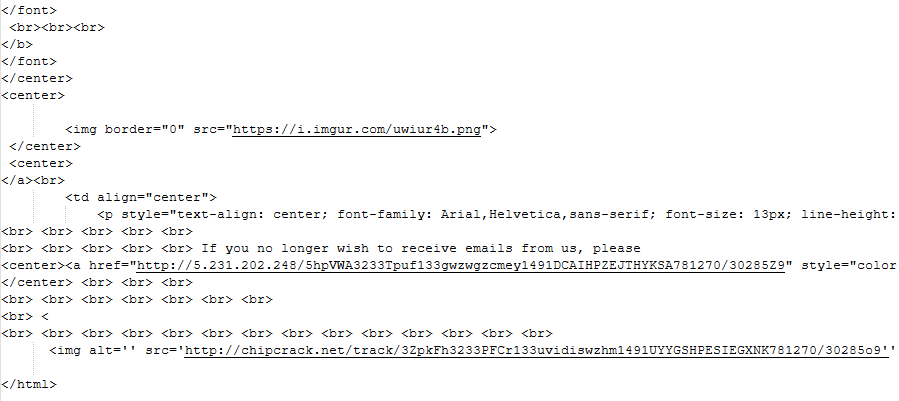 </font>
<br><br><br>
</b>
</font>
</center>
<center>
<img border="0" src="https://i.imgur.com/uwiur4b.png">
</center>
<center>
</a><br>
<td align="center">
<p style="text-align: center; font-family: Arial,Helvetica,sans-serif; font-size: 13px; line-height:
<br> <br> <br> <br> <br>
<br> <br> <br> <br> <br> If you no longer wish to receive emails from us, please
<center><a href="http://5.231.202.248/5hpVWA3233Tpuf133gwzwgzcmey1491DCAIHPZEJTHYKSA781270/30285Z9" style="color
</center> <br> <br> <br>
<br> <br> <br> <br> <br> <br> <br>
<br> <
<br> <br> <br> <br> <br> <br> <br> <br> <br> <br> <br> <br> <br> <br>
<img alt='' src='http://chipcrack.net/track/3ZpkFh3233PFCr133uvidiswzhm1491UYYGSHPESIEGXNK781270/30285o9''
</html>